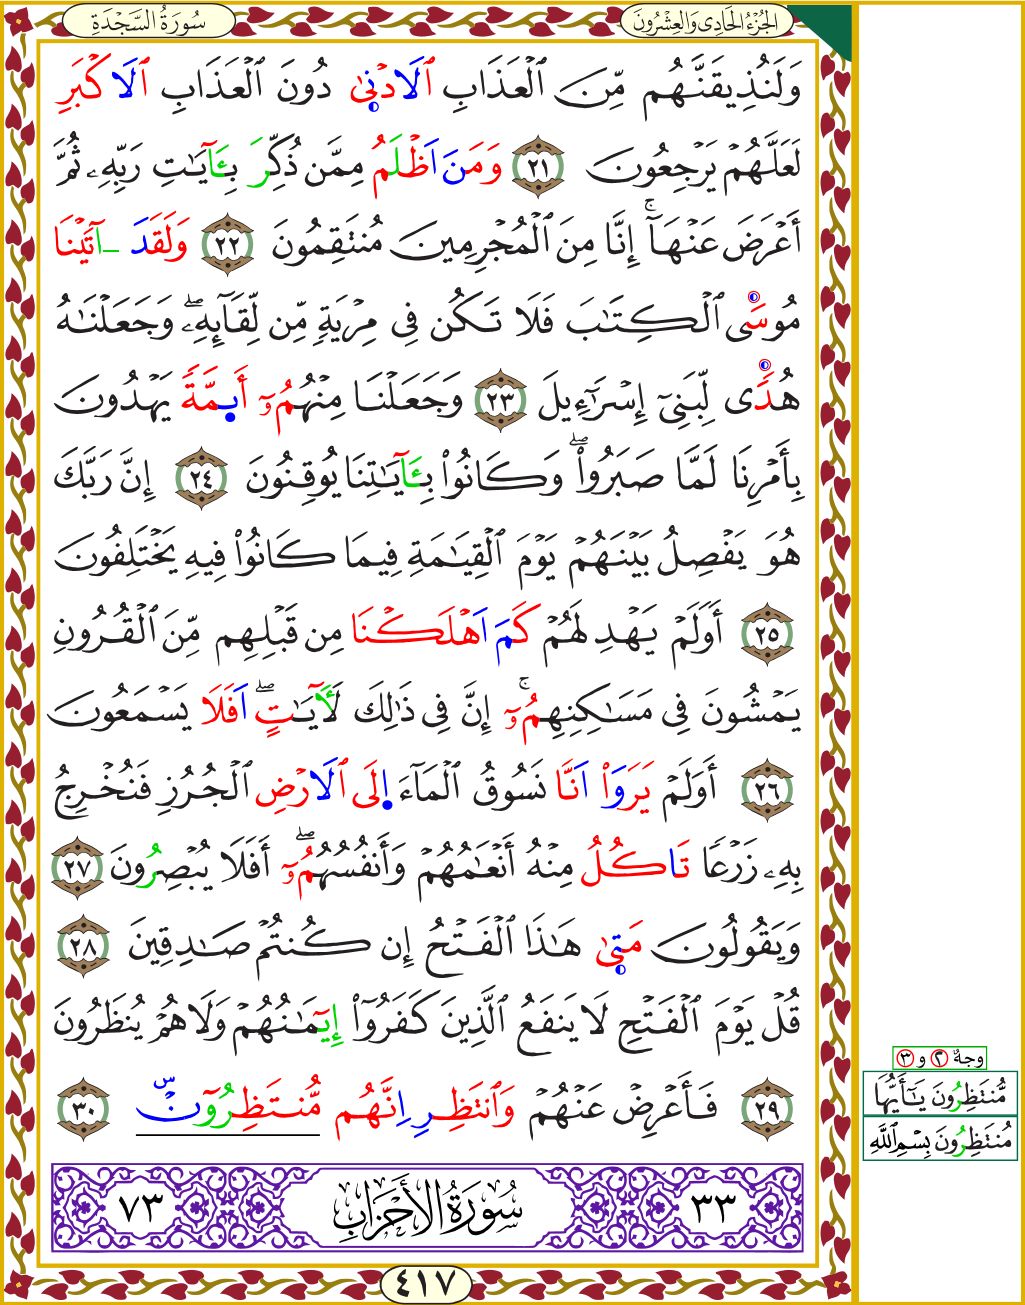 الجُزْءُ الحَادِي وَالعِشْرُونَ
سُورَةُ السَّجْدَةِ
وَلَنُذِيقَنَّهُم مِّنَ ٱلْعَذَابِ ٱلَادْنۭىٰ دُونَ ٱلْعَذَابِ ٱلَاكْبَرِ
لَعَلَّهُمْ يَرْجِعُونَ ٢١ وَمَنَ اَظْلَمُ مِمَّن ذُكِّرَ بِـَٔايَٰتِ رَبِّهِۦ ثُمَّ
أَعْرَضَ عَنْهَآۚ إِنَّا مِنَ ٱلْمُجْرِمِينَ مُنتَقِمُونَ ٢٢ وَلَقَدَ اٰتَيْنَا
مُوسَى ٱلْكِتَٰبَ فَلَا تَكُن فِى مِرْيَةٍ مِّن لِّقَآئِهِۦۖ وَجَعَلْنَٰهُ
هُدًى لِّبَنِىٓ إِسْرَٰٓءِيلَ ٢٣ وَجَعَلْنَا مِنْهُمُۥٓ أَيِمَّةً يَهْدُونَ
بِأَمْرِنَا لَمَّا صَبَرُواْۖ وَكَانُواْ بِـَٔايَٰتِنَا يُوقِنُونَ ٢٤ إِنَّ رَبَّكَ
هُوَ يَفْصِلُ بَيْنَهُمْ يَوْمَ ٱلْقِيَٰمَةِ فِيمَا كَانُواْ فِيهِ يَخْتَلِفُونَ
٢٥ أَوَلَمْ يَهْدِ لَهُمْ كَمَ اَهْلَكْنَا مِن قَبْلِهِم مِّنَ ٱلْقُرُونِ
يَمْشُونَ فِى مَسَٰكِنِهِمُۥٓۚ إِنَّ فِى ذَٰلِكَ لَأٓيَٰتٍۖ اَفَلَا يَسْمَعُونَ
٢٦ أَوَلَمْ يَرَوَاْ اَنَّا نَسُوقُ ٱلْمَآءَ اِلَى ٱلَارْضِ ٱلْجُرُزِ فَنُخْرِجُ
بِهِۦ زَرْعًا تَاكُلُ مِنْهُ أَنْعَٰمُهُمْ وَأَنفُسُهُمُۥٓۖ أَفَلَا يُبْصِرُونَ ٢٧
وَيَقُولُونَ مَتۭىٰ هَٰذَا ٱلْفَتْحُ إِن كُنتُمْ صَٰدِقِينَ ٢٨
قُلْ يَوْمَ ٱلْفَتْحِ لَا يَنفَعُ ٱلَّذِينَ كَفَرُوٓاْ إِيمَٰنُهُمْ وَلَا هُمْ يُنظَرُونَ
٢٩ فَأَعْرِضْ عَنْهُمْ وَٱنتَظِرِ اِنَّهُم مُّنتَظِرُونَۜ ٣٠
وجهٌ ٢ و ٣
مُّنتَظِرُونَ يَٰٓأَيُّهَا
مُّنتَظِرُونَ بِسْمِ ٱللَّهِ
٣٣ سُورَةُ الأَحْزَابِ ٧٣
٤١٧